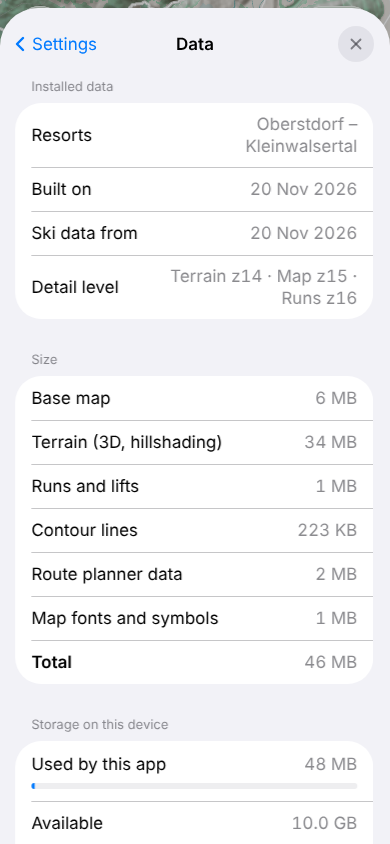 Settings
Data
Installed data
Resorts
Oberstdorf –
Kleinwalsertal
Built on
20 Nov 2026
Ski data from
20 Nov 2026
Detail level
Terrain z14 · Map z15 ·
Runs z16
Size
Base map
6 MB
Terrain (3D, hillshading)
34 MB
Runs and lifts
1 MB
Contour lines
223 KB
Route planner data
2 MB
Map fonts and symbols
1 MB
Total
46 MB
Storage on this device
Used by this app
48 MB
Available
10.0 GB